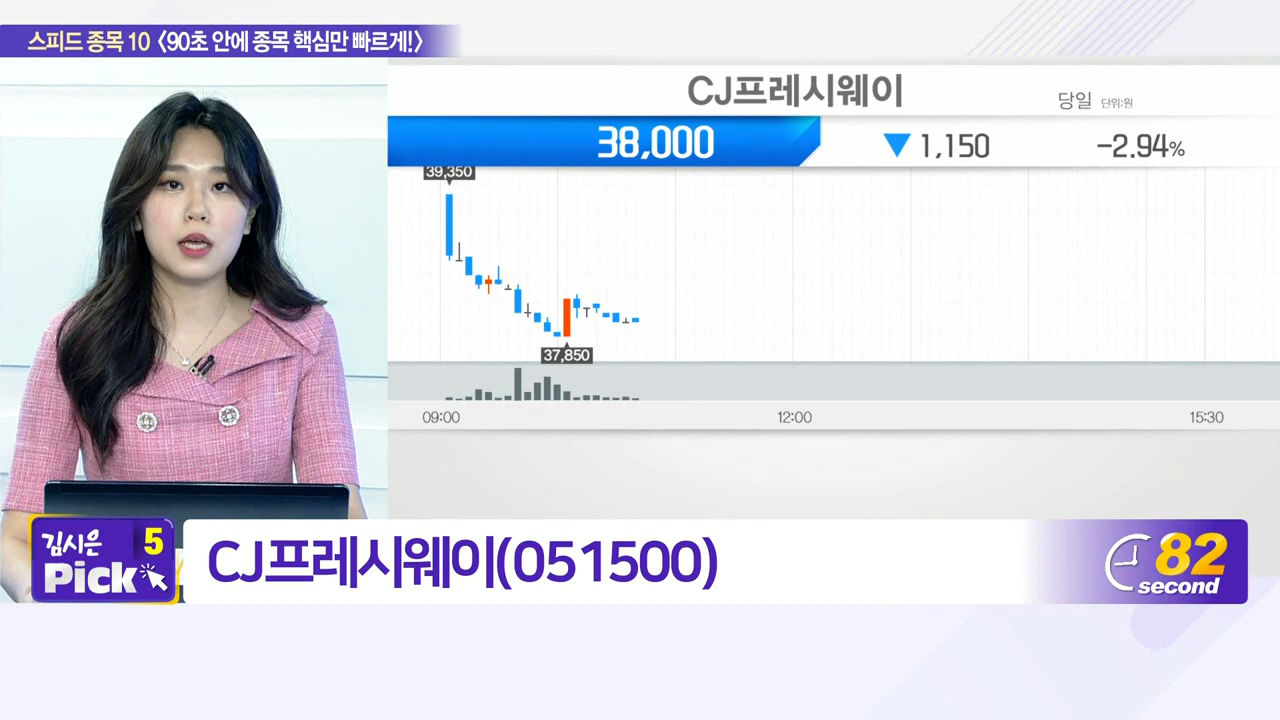 스피드 종목 10 〈90초 안에 종목 핵심만 빠르게!〉
CJ프레시웨이
당일 단위:원
38,000 ▼ 1,150 -2.94%
39,350
37,850
09:00 12:00 15:30
김시은 5
Pick
CJ프레시웨이(051500)
82
second